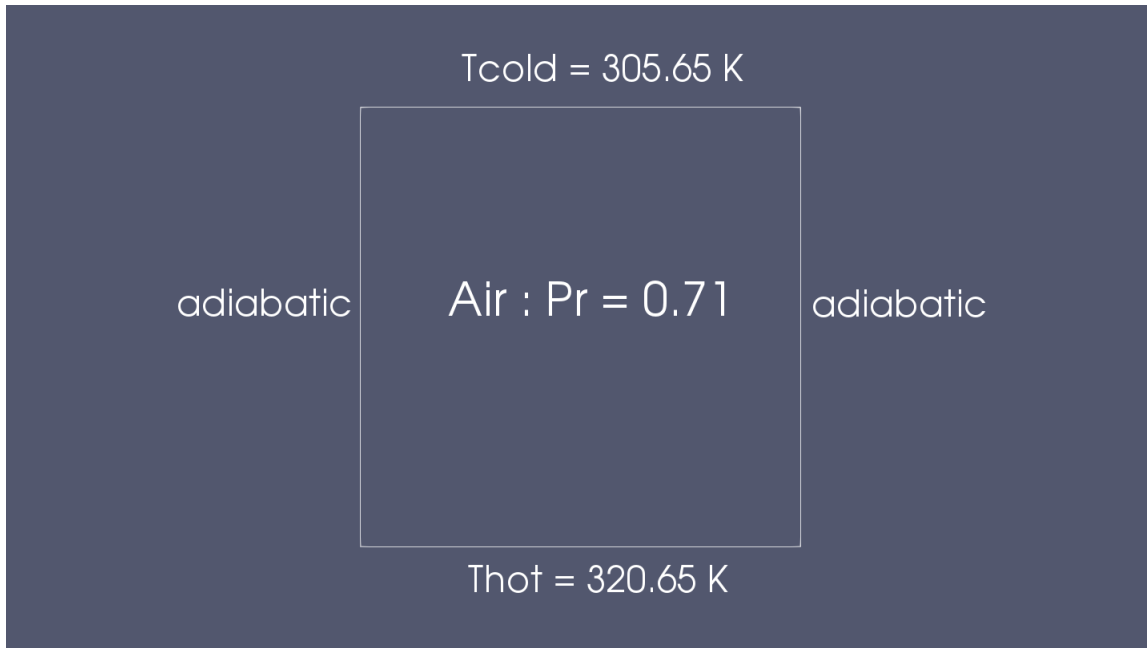 Tcold = 305.65 K
adiabatic
Air : Pr = 0.71
adiabatic
Thot = 320.65 K